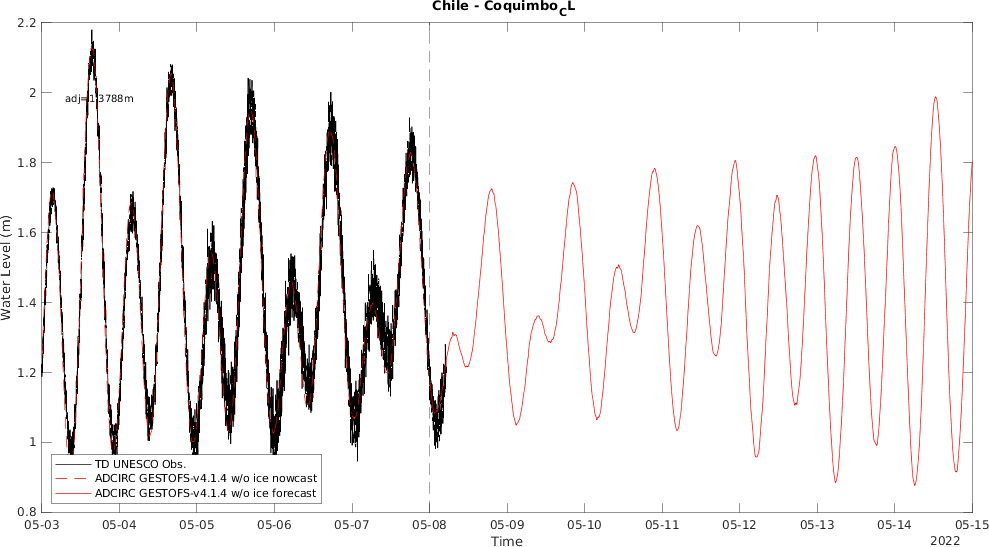 Chile - CoquimboCL
2.2
2
1.8
1.6
1.4
1.2
1
0.8
Water Level (m)
adj=1.3788m
TD UNESCO Obs.
ADCIRC GESTOFS-v4.1.4 w/o ice nowcast
ADCIRC GESTOFS-v4.1.4 w/o ice forecast
05-03 05-04 05-05 05-06 05-07 05-08 05-09 05-10 05-11 05-12 05-13 05-14 05-15
Time
2022